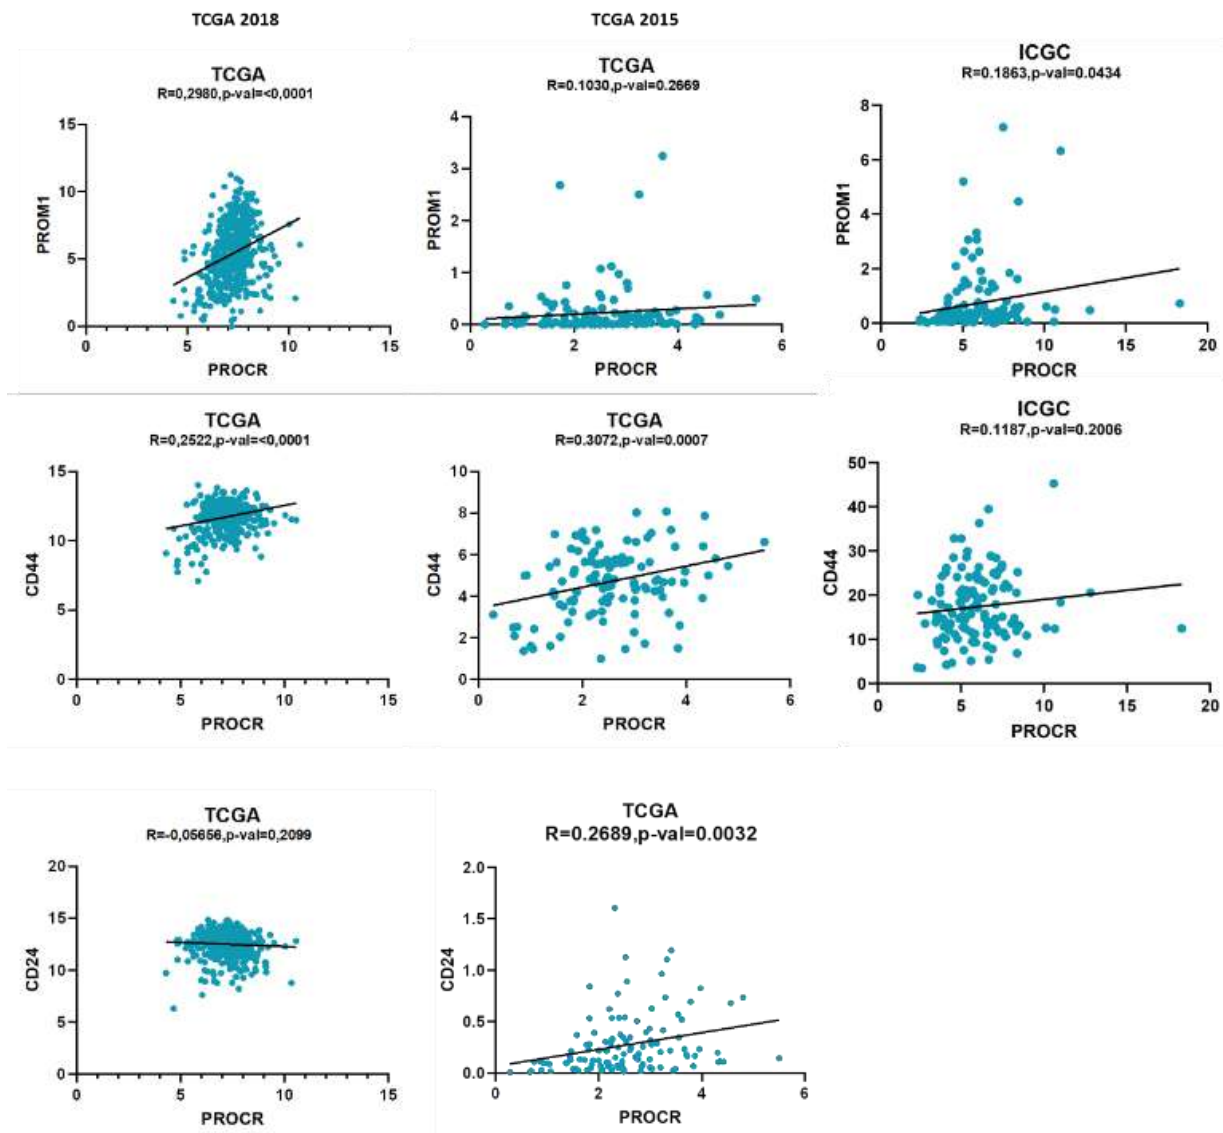 TCGA 2018
TCGA 2015
TCGA
R=0,2980,p-val=<0,0001
PROM1
15
10
5
0
0 5 10 15
PROCR
TCGA
R=0.1030,p-val=0.2669
PROM1
4
3
2
1
0
0 2 4 6
PROCR
ICGC
R=0.1863,p-val=0.0434
PROM1
8
6
4
2
0
0 5 10 15 20
PROCR
TCGA
R=0,2522,p-val=<0,0001
CD44
15
10
5
0
0 5 10 15
PROCR
TCGA
R=0.3072,p-val=0.0007
CD44
10
8
6
4
2
0
0 2 4 6
PROCR
ICGC
R=0.1187,p-val=0.2006
CD44
50
40
30
20
10
0
0 5 10 15 20
PROCR
TCGA
R=-0,05656,p-val=0,2099
CD24
20
15
10
5
0
0 5 10 15
PROCR
TCGA
R=0.2689,p-val=0.0032
CD24
2.0
1.5
1.0
0.5
0.0
0 2 4 6
PROCR